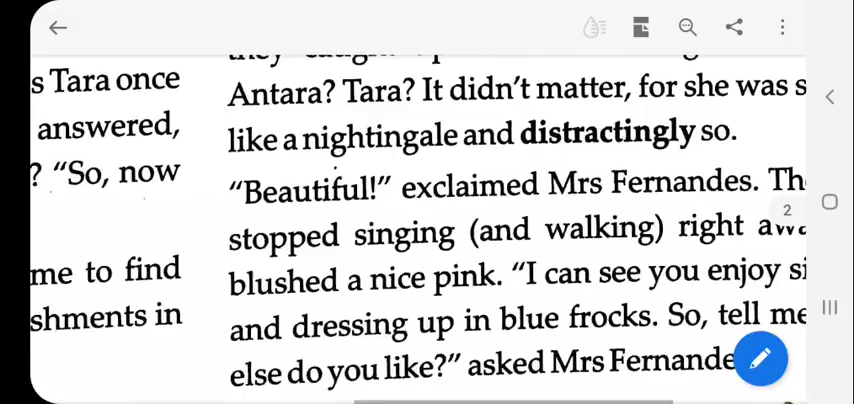 s Tara once
answered,
? “So, now
me to find
shments in
Antara? Tara? It didn’t matter, for she was s
like a nightingale and distractingly so.
“Beautiful!” exclaimed Mrs Fernandes. Th
stopped singing (and walking) right awa
blushed a nice pink. “I can see you enjoy si
and dressing up in blue frocks. So, tell me
else do you like?” asked Mrs Fernande
2